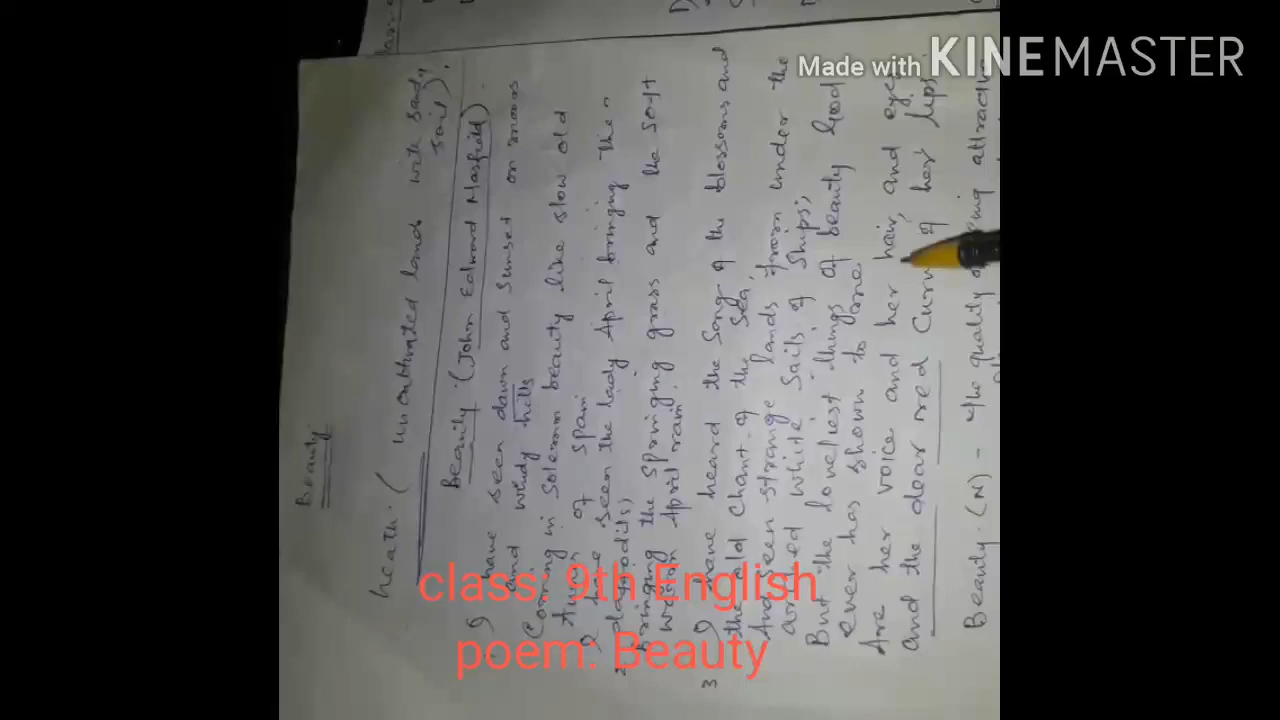 Made with KINEMASTER
Beauty
heath. ( uncultivated land with sandy
soil).
Beauty. (John Edward Masfield).
I have seen dawn and Sunset on moors
and windy hills
Coming in solemn beauty like slow old
tunes of Spain
2 I have seen the lady April bringing the
daffodils,
bringing the springing grass and the soft
warm April rain
3 I have heard the Song of the blossoms and
the old chant of the Sea,
And seen strange lands from under the
arched white Sails of Ships;
But the loveliest things of beauty God
ever has shown to one
Are her voice and her hair, and eyes
and the dear red Curve of her lips.
Beauty. (N) - the quality attractive
class: 9th English
poem: Beauty